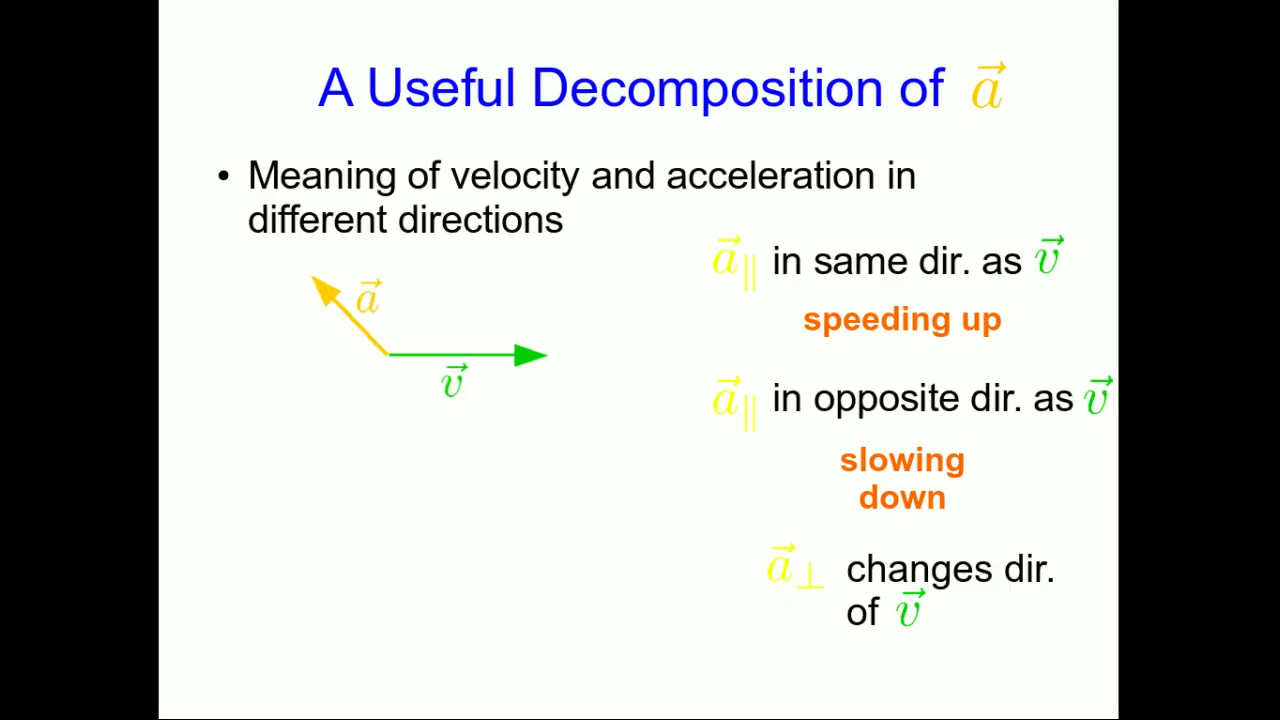 A Useful Decomposition of a⃗
• Meaning of velocity and acceleration in
different directions
a⃗
v⃗
a⃗∥ in same dir. as v⃗
speeding up
a⃗∥ in opposite dir. as v⃗
slowing
down
a⃗⊥ changes dir.
of v⃗